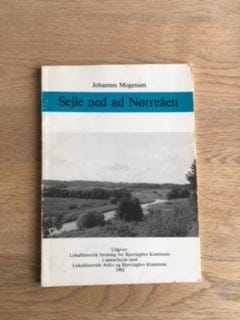 Johannes Mogensen
Sejle ned ad Nørreåen
Udgiver:
Lokalhistorisk forening for Bjerringbro Kommune
i samarbejde med
Lokalhistorisk Arkiv og Bjerringbro Kommune
1992